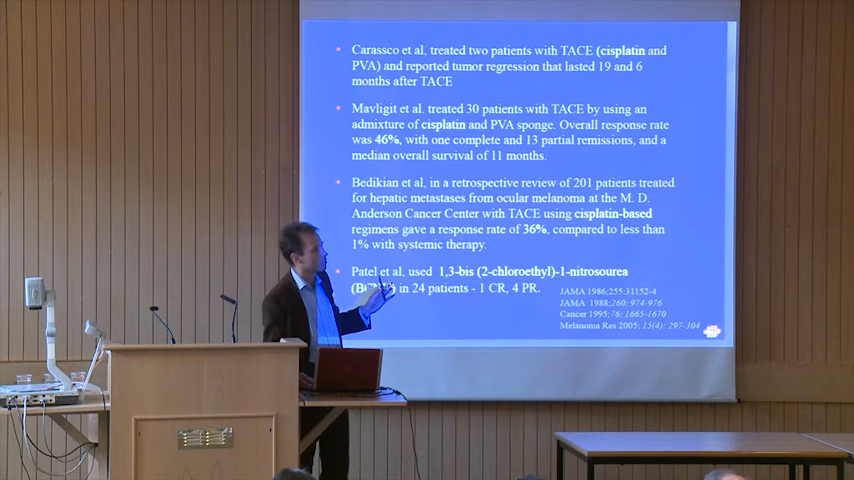 Carassco et al, treated two patients with TACE (cisplatin and
PVA) and reported tumor regression that lasted 19 and 6
months after TACE
Mavligit et al. treated 30 patients with TACE by using an
admixture of cisplatin and PVA sponge. Overall response rate
was 46%, with one complete and 13 partial remissions, and a
median overall survival of 11 months.
Bedikian et al, in a retrospective review of 201 patients treated
for hepatic metastases from ocular melanoma at the M. D.
Anderson Cancer Center with TACE using cisplatin-based
regimens gave a response rate of 36%, compared to less than
1% with systemic therapy.
Patel et al, used 1,3-bis (2-chloroethyl)-1-nitrosourea
in 24 patients - 1 CR, 4 PR.
JAMA 1986;255:31152-4
JAMA 1988;260: 974-976
Cancer 1995;76: 1665-1670
Melanoma Res 2005; 15(4): 297-304